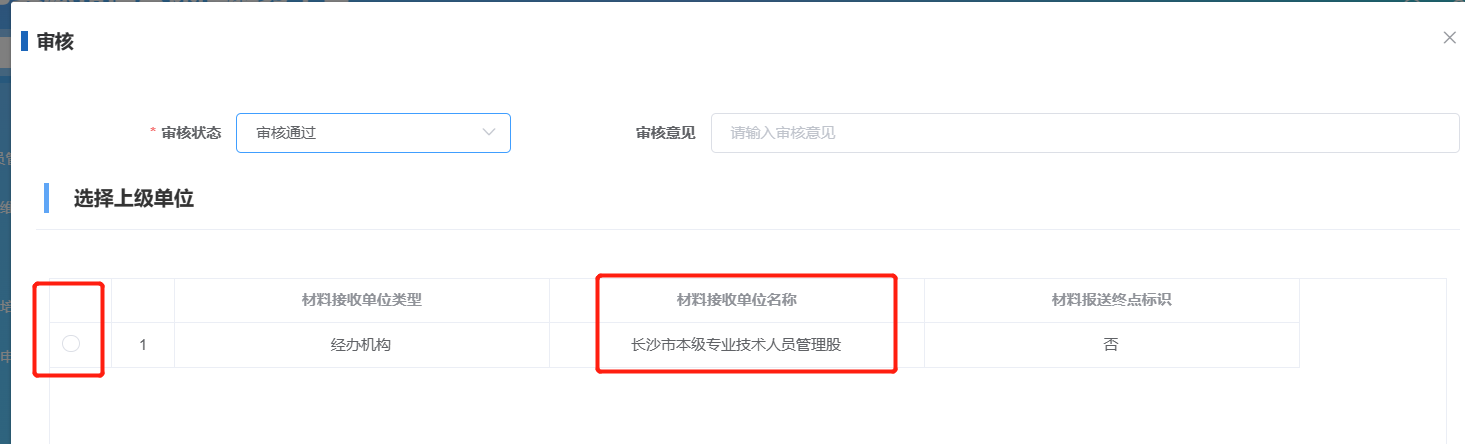 审核
* 审核状态 审核通过 审核意见 请输入审核意见
选择上级单位
材料接收单位类型 材料接收单位名称 材料报送终点标识
1 经办机构 长沙市本级专业技术人员管理股 否